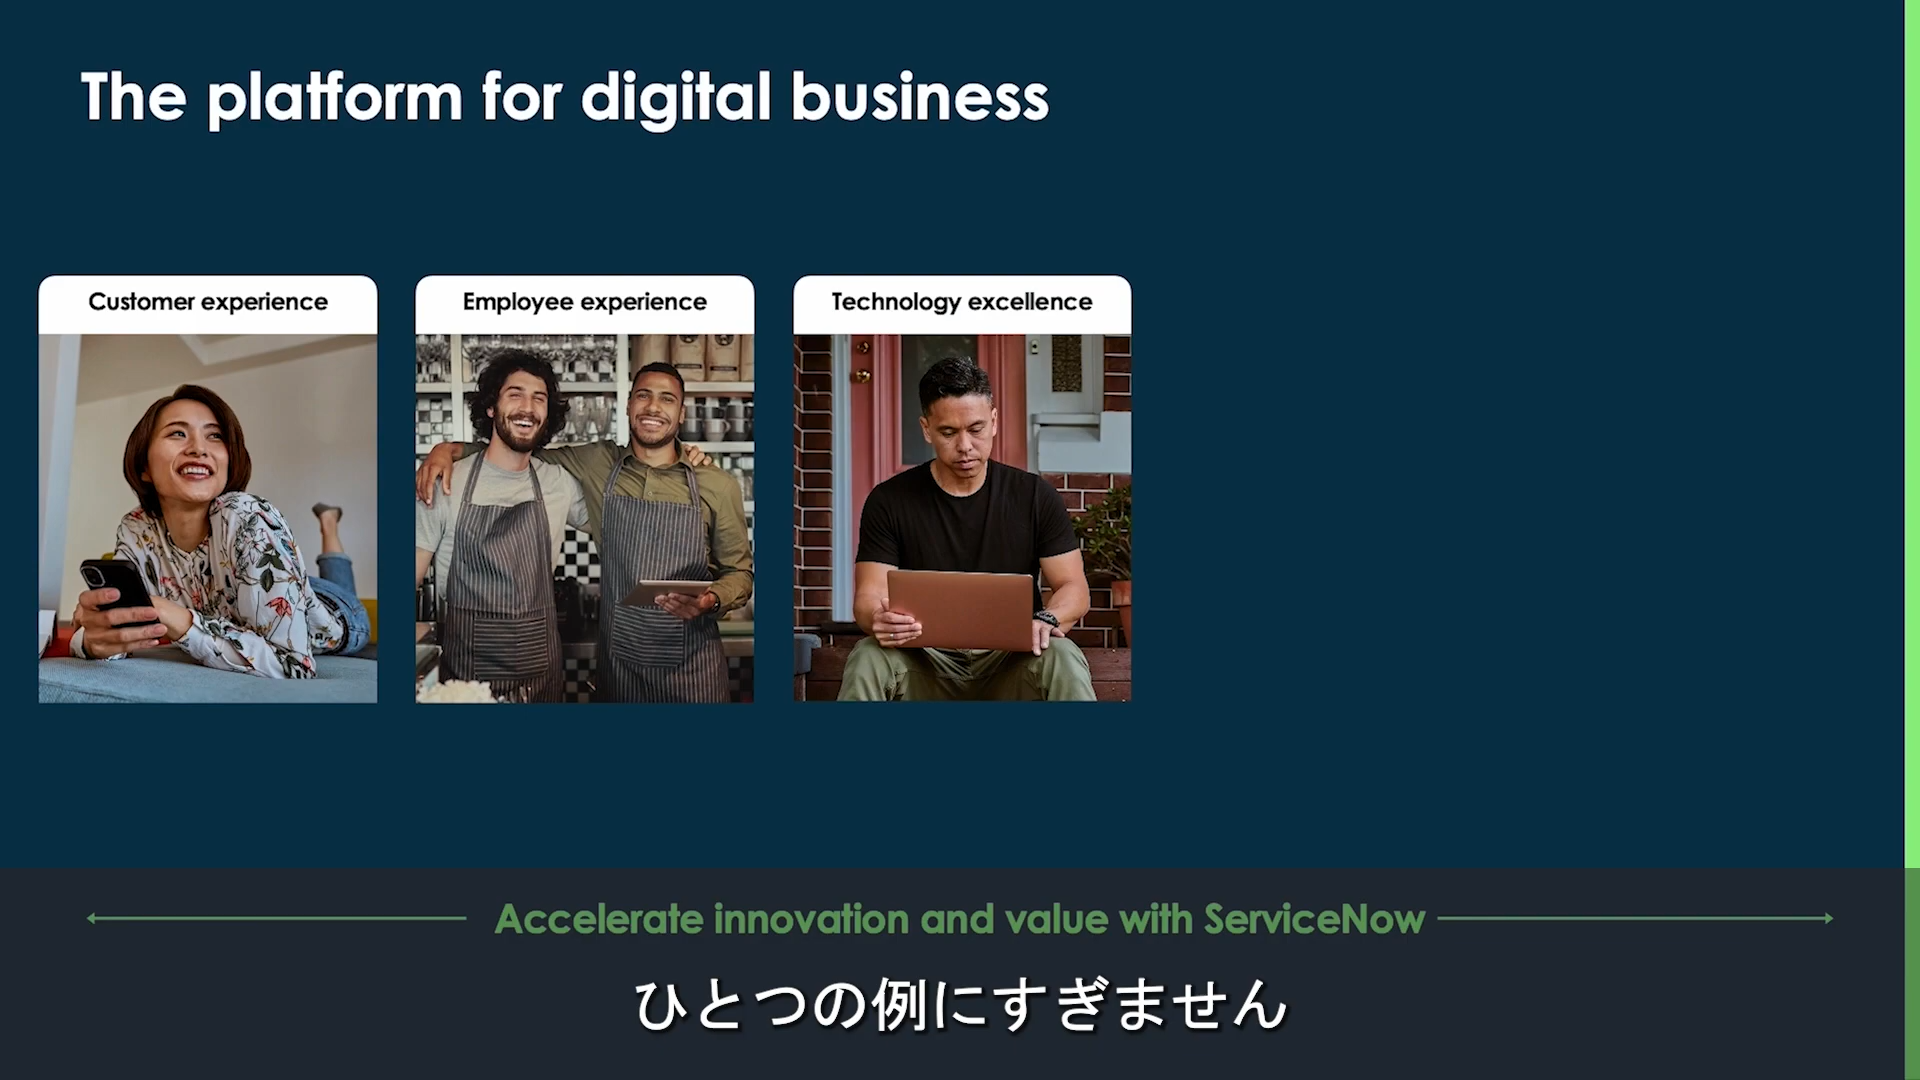 The platform for digital business
Customer experience
Employee experience
Technology excellence
Accelerate innovation and value with ServiceNow
ひとつの例にすぎません